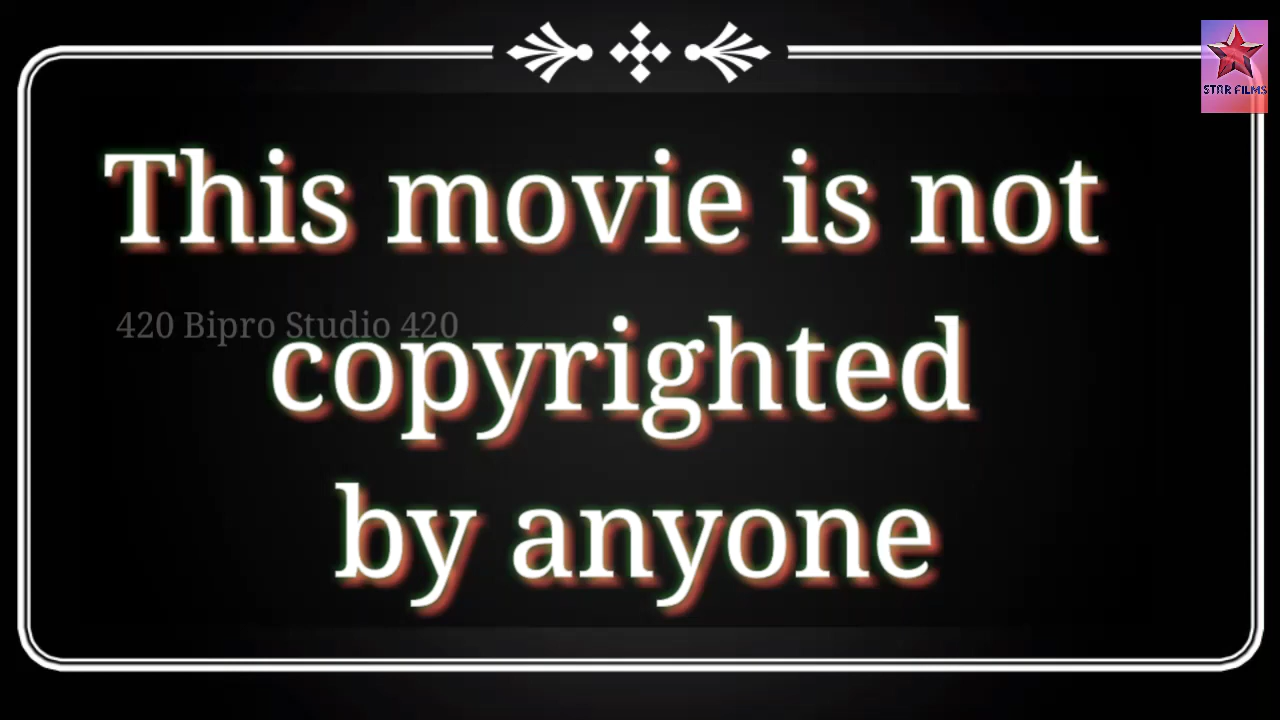 STAR FILMS
This movie is not
420 Bipro Studio 420
copyrighted
by anyone